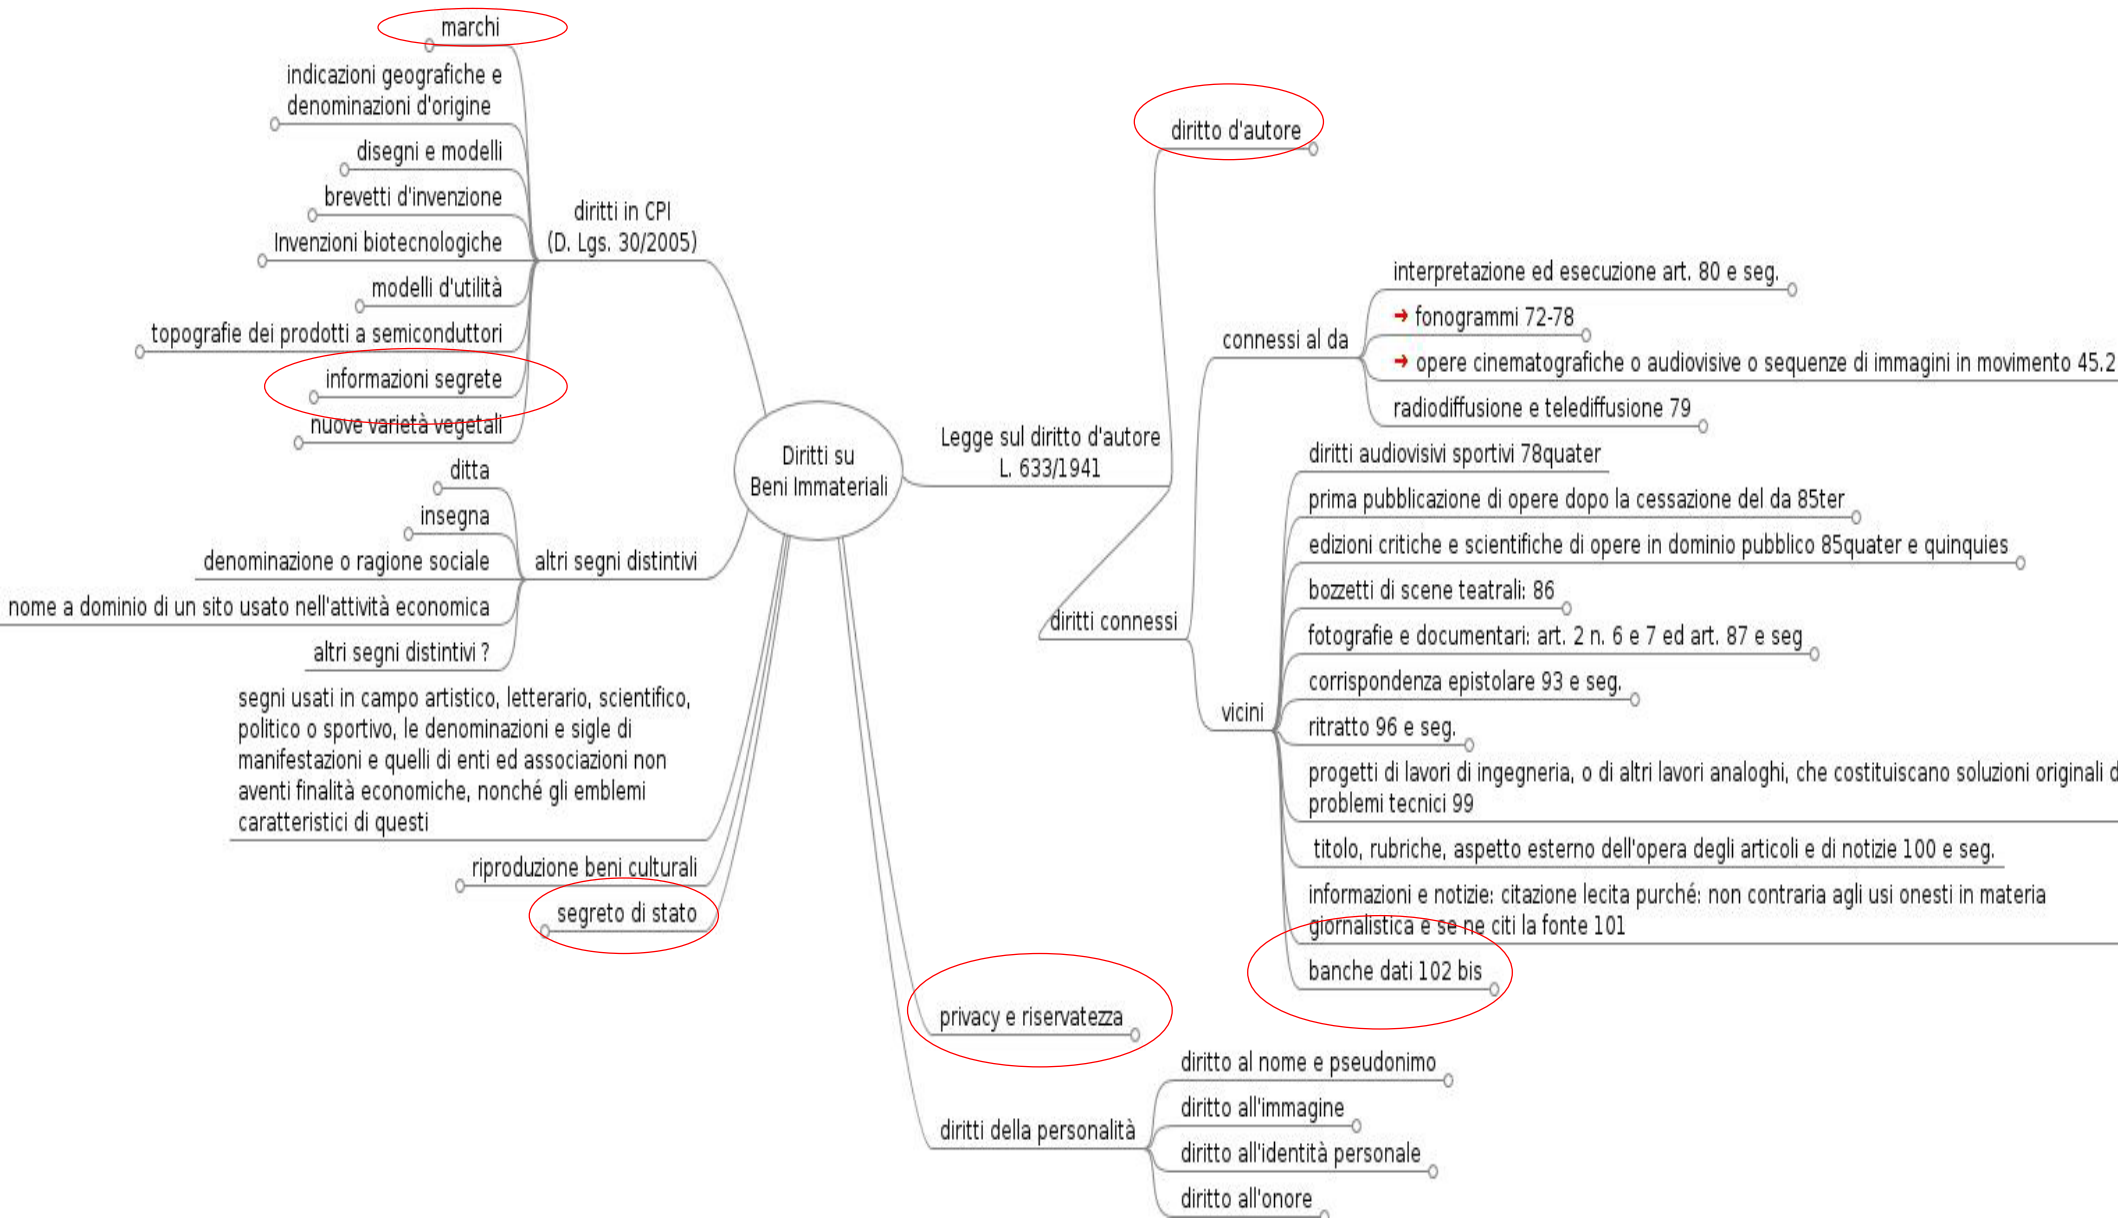 marchi
indicazioni geografiche e
denominazioni d'origine
disegni e modelli
brevetti d'invenzione
Invenzioni biotecnologiche
modelli d'utilità
topografie dei prodotti a semiconduttori
informazioni segrete
nuove varietà vegetali
diritti in CPI
(D. Lgs. 30/2005)
ditta
insegna
denominazione o ragione sociale
nome a dominio di un sito usato nell'attività economica
altri segni distintivi ?
altri segni distintivi
segni usati in campo artistico, letterario, scientifico,
politico o sportivo, le denominazioni e sigle di
manifestazioni e quelli di enti ed associazioni non
aventi finalità economiche, nonché gli emblemi
caratteristici di questi
riproduzione beni culturali
segreto di stato
Diritti su
Beni Immateriali
Legge sul diritto d'autore
L. 633/1941
diritto d'autore
diritti connessi
connessi al da
interpretazione ed esecuzione art. 80 e seg.
fonogrammi 72-78
opere cinematografiche o audiovisive o sequenze di immagini in movimento 45.2
radiodiffusione e telediffusione 79
vicini
diritti audiovisivi sportivi 78quater
prima pubblicazione di opere dopo la cessazione del da 85ter
edizioni critiche e scientifiche di opere in dominio pubblico 85quater e quinquies
bozzetti di scene teatrali: 86
fotografie e documentari: art. 2 n. 6 e 7 ed art. 87 e seg
corrispondenza epistolare 93 e seg.
ritratto 96 e seg.
progetti di lavori di ingegneria, o di altri lavori analoghi, che costituiscano soluzioni originali
problemi tecnici 99
titolo, rubriche, aspetto esterno dell'opera degli articoli e di notizie 100 e seg.
informazioni e notizie: citazione lecita purché: non contraria agli usi onesti in materia
giornalistica e se ne citi la fonte 101
banche dati 102 bis
privacy e riservatezza
diritti della personalità
diritto al nome e pseudonimo
diritto all'immagine
diritto all'identità personale
diritto all'onore